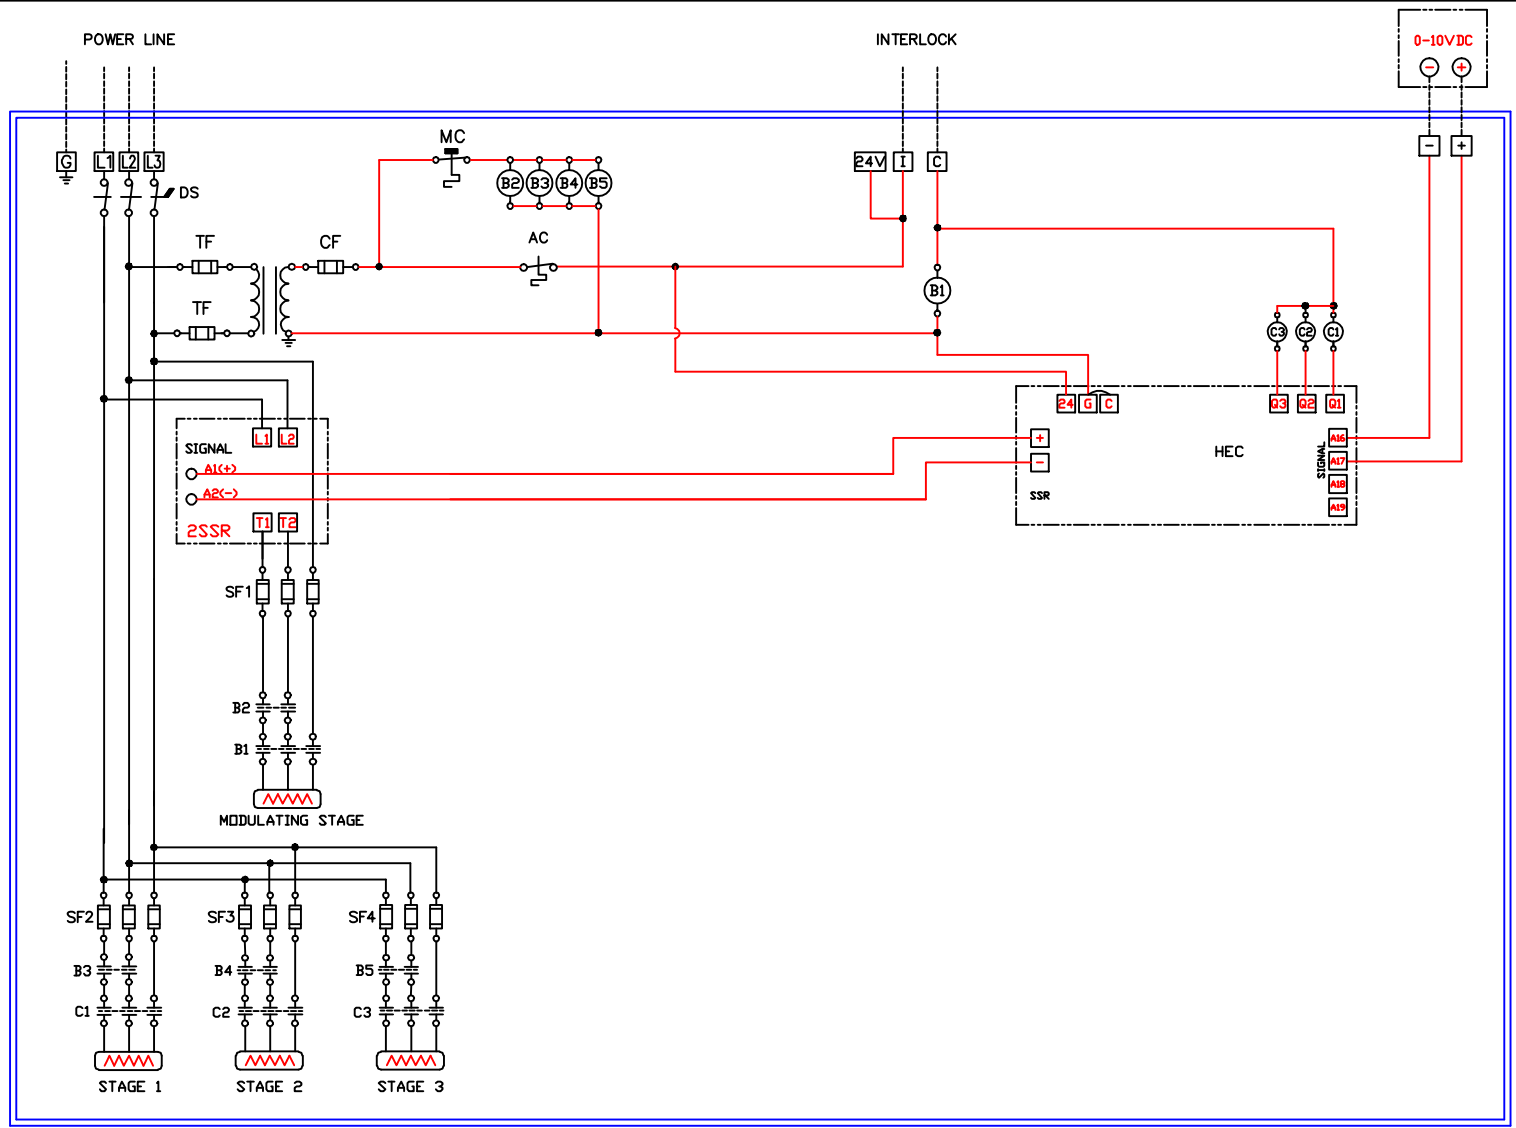 POWER LINE
INTERLOCK
0-10VDC
- +
MC
G L1 L2 L3
24V I C
- +
DS
B2 B3 B4 B5
TF
CF
AC
B1
TF
C3 C2 C1
24 G C
Q3 Q2 Q1
L1 L2
SIGNAL
+
A16
HEC
A1(+)
-
A17
SIGNAL
A2(-)
A18
SSR
A19
T1 T2
2SSR
SF1
B2
B1
MODULATING STAGE
SF2 SF3 SF4
B3 B4 B5
C1 C2 C3
STAGE 1 STAGE 2 STAGE 3